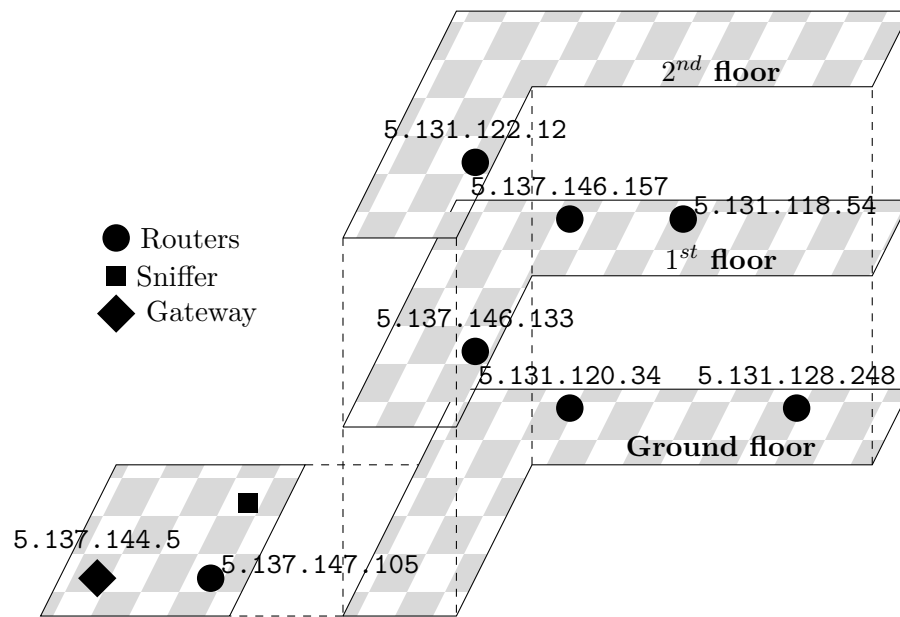 2nd floor
5.131.122.12
5.137.146.157
5.131.118.54
Routers
1st floor
Sniffer
Gateway
5.137.146.133
5.131.120.34
5.131.128.248
Ground floor
5.137.144.5
5.137.147.105